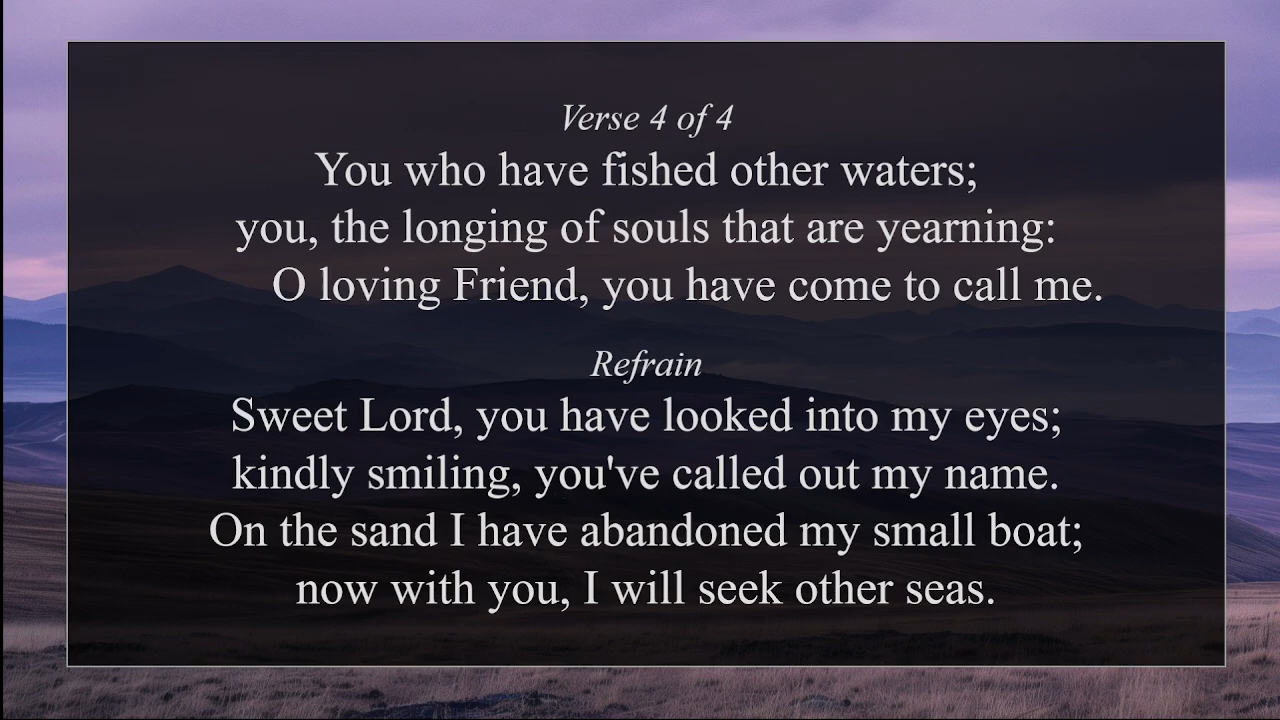 Verse 4 of 4
You who have fished other waters;
you, the longing of souls that are yearning:
O loving Friend, you have come to call me.
Refrain
Sweet Lord, you have looked into my eyes;
kindly smiling, you've called out my name.
On the sand I have abandoned my small boat;
now with you, I will seek other seas.